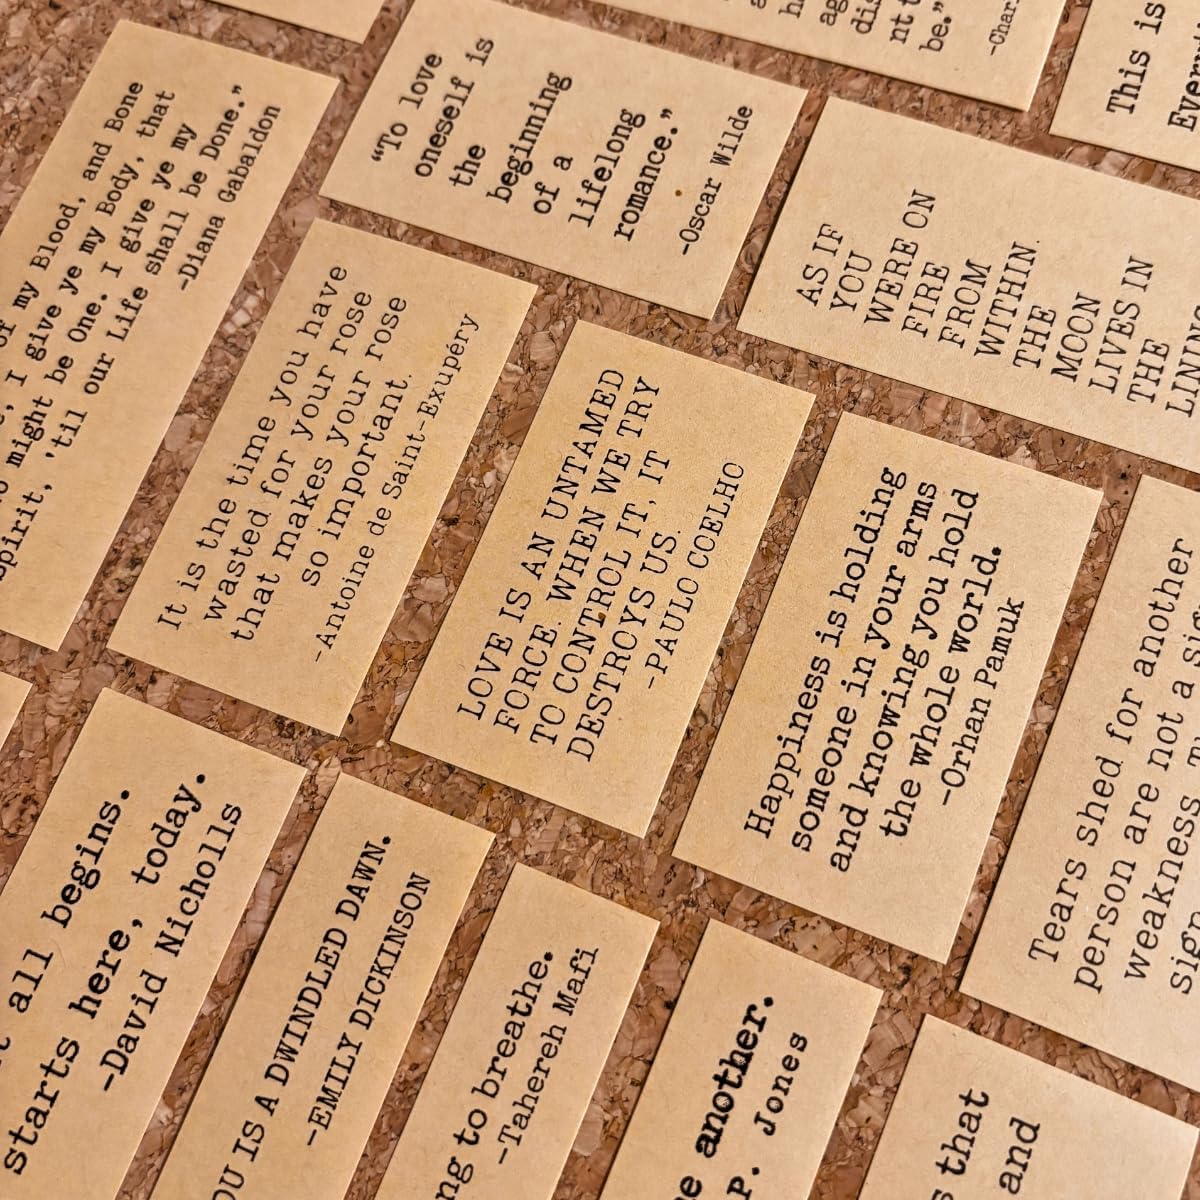 of my Blood, and Bone
I give ye my Body, that
might be One. I give ye my
spirit, 'til our Life shall be Done."
-Diana Gabaldon
"To love
oneself is
the
beginning
of a
lifelong
romance."
-Oscar Wilde
be."
This is
AS IF
YOU
WERE ON
FIRE
FROM
WITHIN.
THE
MOON
LIVES IN
THE
LINING
It is the time you have
wasted for your rose
that makes your rose
so important.
-Antoine de Saint-Exupéry
LOVE IS AN UNTAMED
FORCE. WHEN WE TRY
TO CONTROL IT, IT
DESTROYS US.
-PAULO COELHO
Happiness is holding
someone in your arms
and knowing you hold
the whole world.
-Orhan Pamuk
Tears shed for another
person are not a
weakness.
all begins.
starts here, today.
-David Nicholls
IS A DWINDLED DAWN.
-EMILY DICKINSON
to breathe.
-Tahereh Mafi
another.
P. Jones
that
and